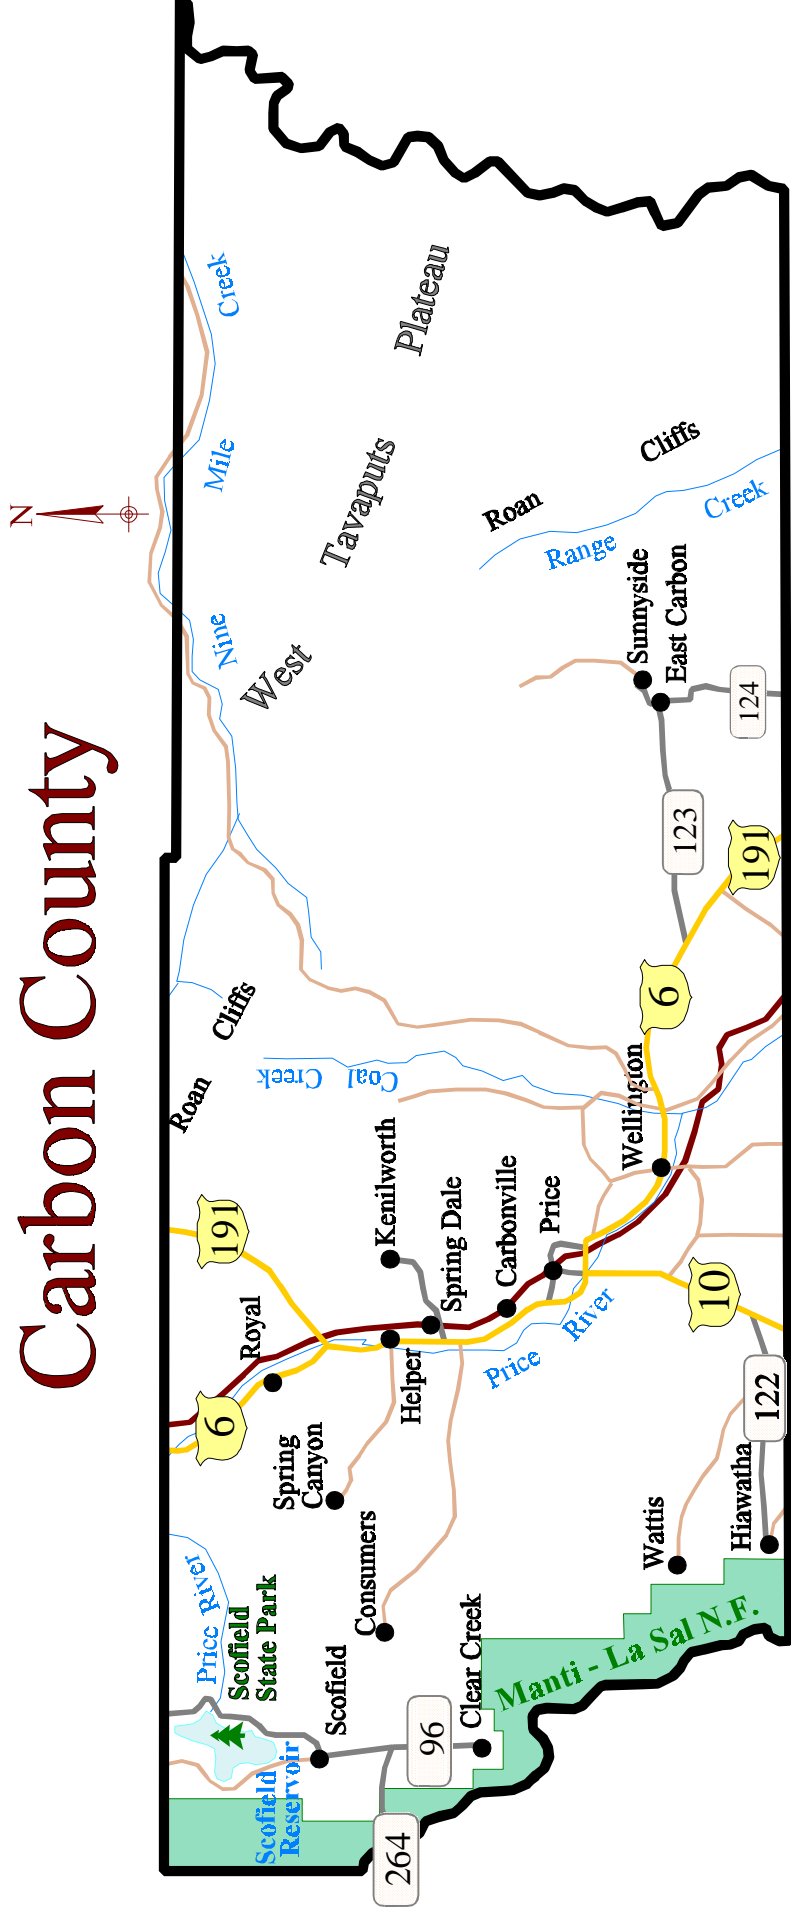 Carbon County
N
Nine
Mile
Creek
West
Tavaputs
Plateau
Roan
Cliffs
Roan
Cliffs
Range
Creek
Sunnyside
East Carbon
124
123
191
6
Wellington
Coal
Creek
Kenilworth
Spring Dale
Carbonville
Price
191
Royal
6
Helper
Price
River
10
122
Spring
Canyon
Consumers
Wattis
Hiawatha
Price River
Scofield
State Park
Scofield
Clear Creek
Scofield
Reservoir
96
264
Manti - La Sal N.F.